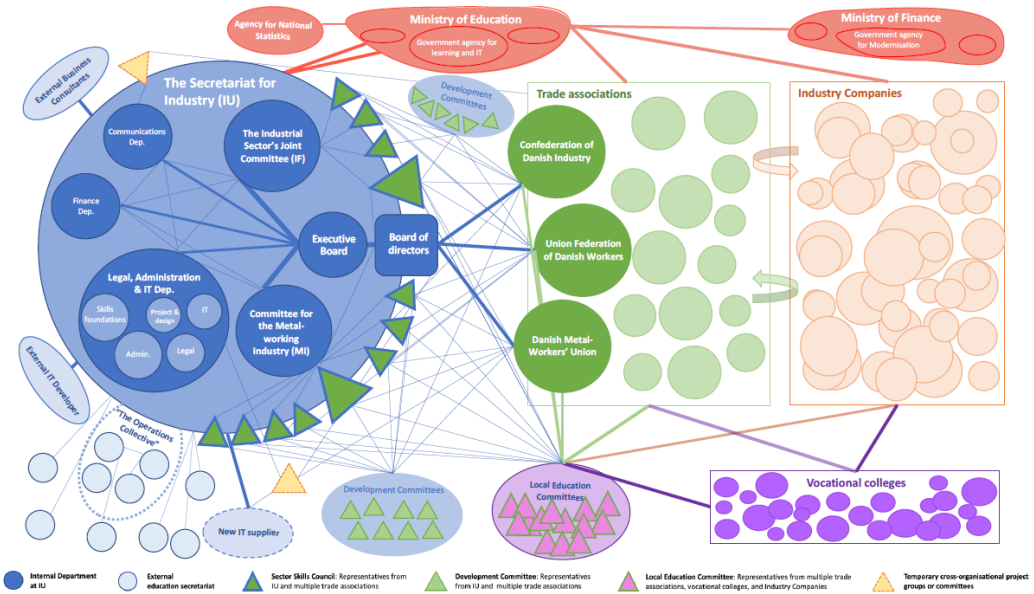 Agency for National
Statistics
Ministry of Education
Government agency for
learning and IT
Ministry of Finance
Government agency
for Modernisation
External Business
Consultants
The Secretariat for
Industry (IU)
Development
Committees
Trade associations
Industry Companies
Communications
Dep.
The Industrial
Sector's Joint
Committee (IF)
Confederation of
Danish Industry
Finance
Dep.
Executive
Board
Board of
directors
Union Federation
of Danish Workers
Legal, Administration
& IT Dep.
Skills
foundations
Project &
design
IT
Admin.
Legal
Committee for
the Metal-
working
Industry (MI)
Danish Metal-
Workers' Union
External IT Developer
"The Operations
Collective"
New IT supplier
Development Committees
Local Education
Committees
Vocational colleges
Internal Department
at IU
External
education secretariat
Sector Skills Council: Representatives from
IU and multiple trade associations
Development Committee: Representatives
from IU and multiple trade associations
Local Education Committee: Representatives from multiple trade
associations, vocational colleges, and Industry Companies
Temporary cross-organisational project
groups or committees